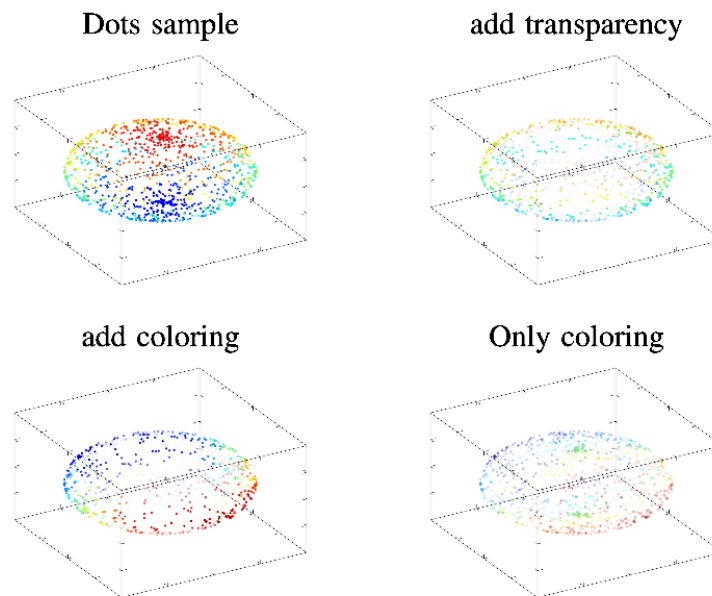 Dots sample
add transparency
add coloring
Only coloring